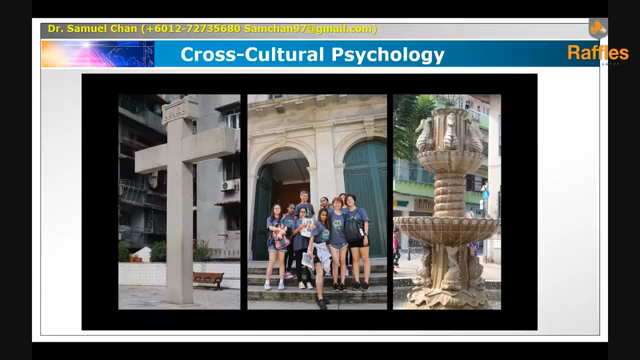 Dr. Samuel Chan (+6012-72735680 Samchan97@gmail.com)
Cross-Cultural Psychology
Raffles